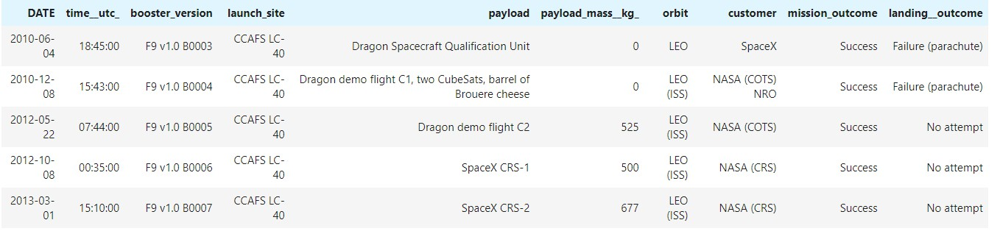 DATE time__utc_ booster_version launch_site payload payload_mass__kg_ orbit customer mission_outcome landing__outcome
2010-06-
04 18:45:00 F9 v1.0 B0003 CCAFS LC-
40 Dragon Spacecraft Qualification Unit 0 LEO SpaceX Success Failure (parachute)
2010-12-
08 15:43:00 F9 v1.0 B0004 CCAFS LC-
40 Dragon demo flight C1, two CubeSats, barrel of
Brouere cheese 0 LEO
(ISS) NASA (COTS)
NRO Success Failure (parachute)
2012-05-
22 07:44:00 F9 v1.0 B0005 CCAFS LC-
40 Dragon demo flight C2 525 LEO
(ISS) NASA (COTS) Success No attempt
2012-10-
08 00:35:00 F9 v1.0 B0006 CCAFS LC-
40 SpaceX CRS-1 500 LEO
(ISS) NASA (CRS) Success No attempt
2013-03-
01 15:10:00 F9 v1.0 B0007 CCAFS LC-
40 SpaceX CRS-2 677 LEO
(ISS) NASA (CRS) Success No attempt